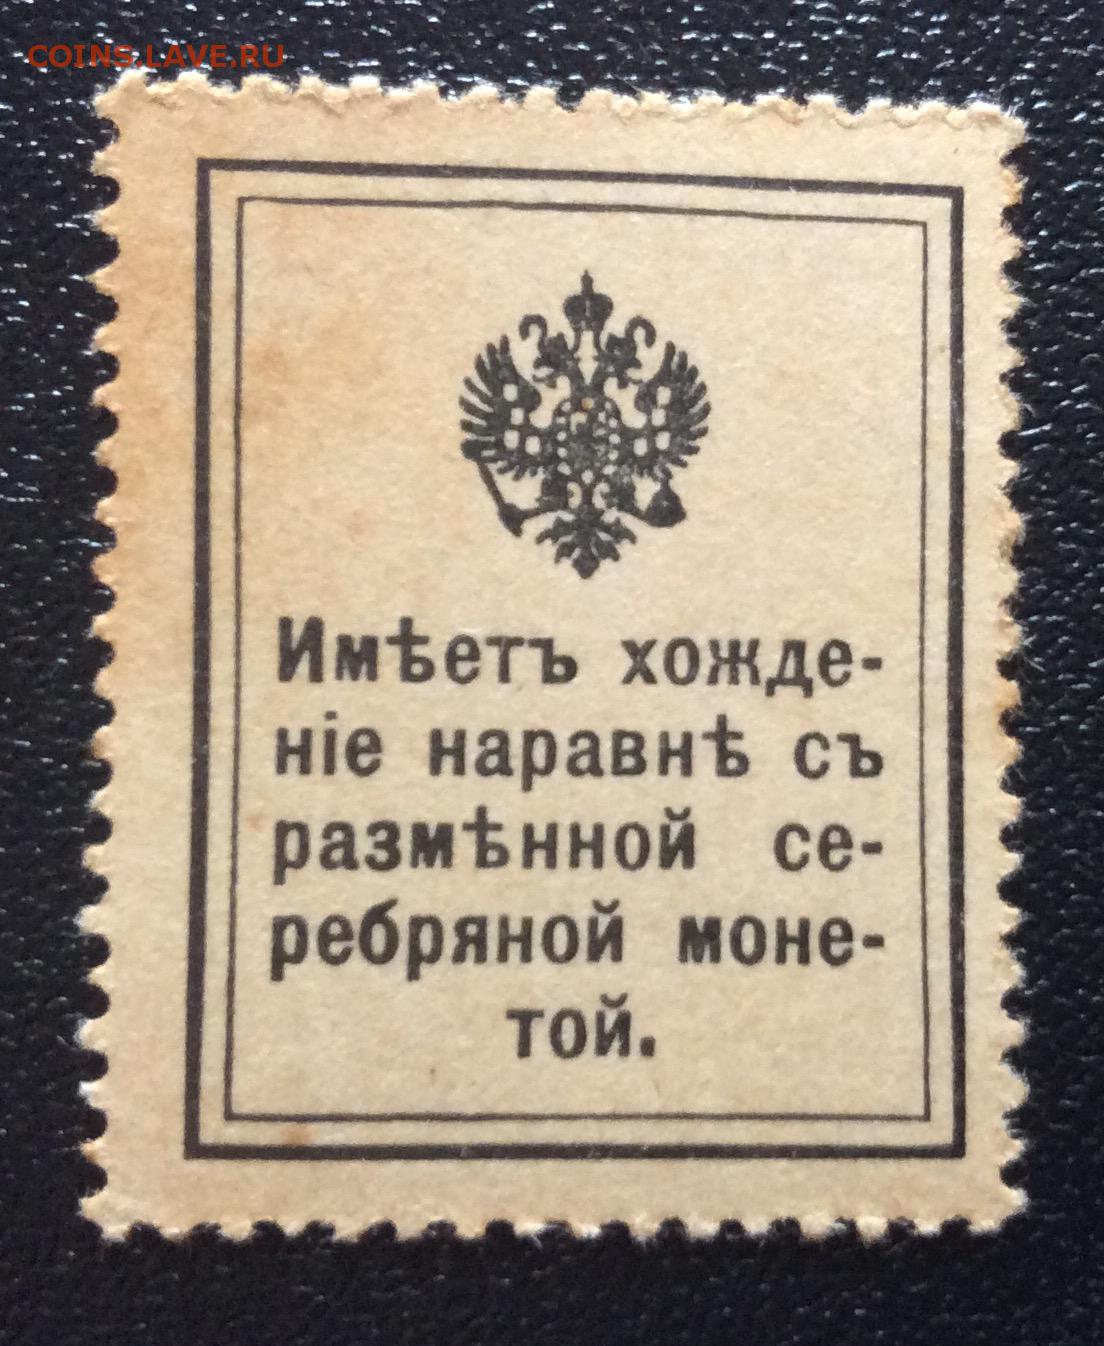 COINS.LAVE.RU
Имѣетъ хожде-
ніе наравнѣ съ
размѣнной се-
ребряной моне-
той.